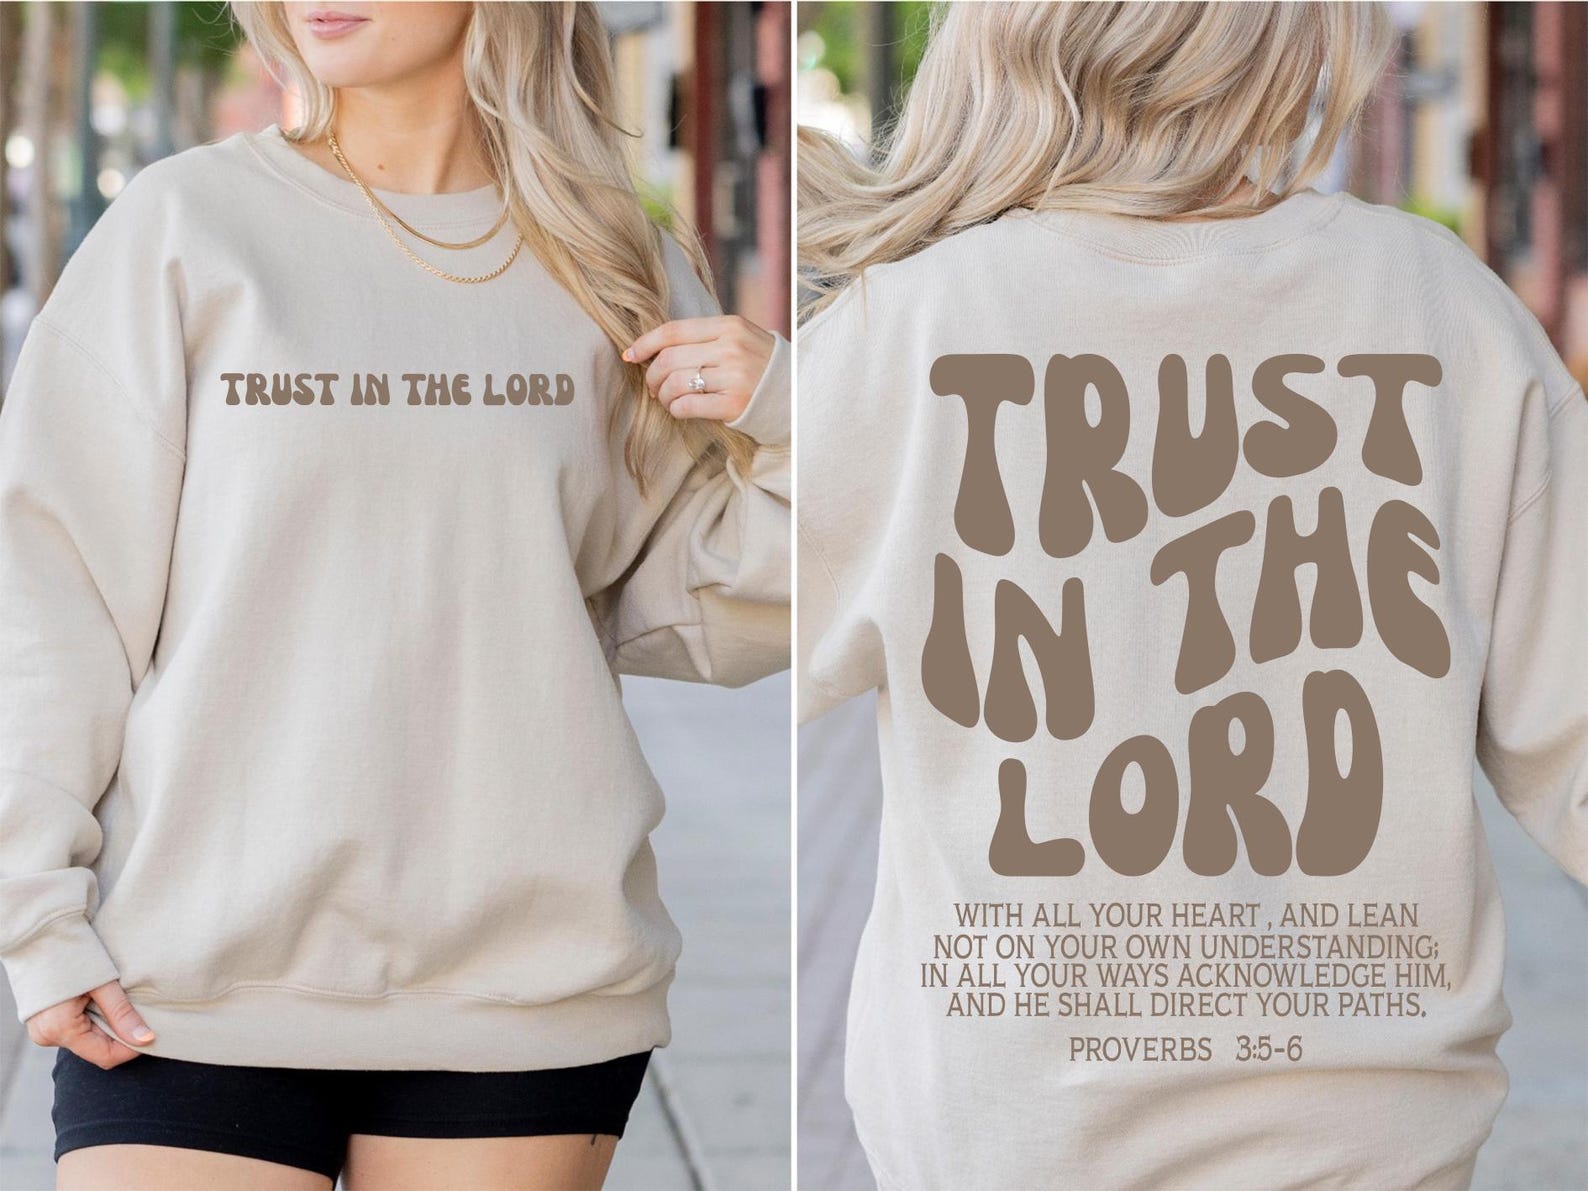 TRUST IN THE LORD
TRUST
IN THE
LORD
WITH ALL YOUR HEART , AND LEAN
NOT ON YOUR OWN UNDERSTANDING;
IN ALL YOUR WAYS ACKNOWLEDGE HIM,
AND HE SHALL DIRECT YOUR PATHS.
PROVERBS 3:5-6